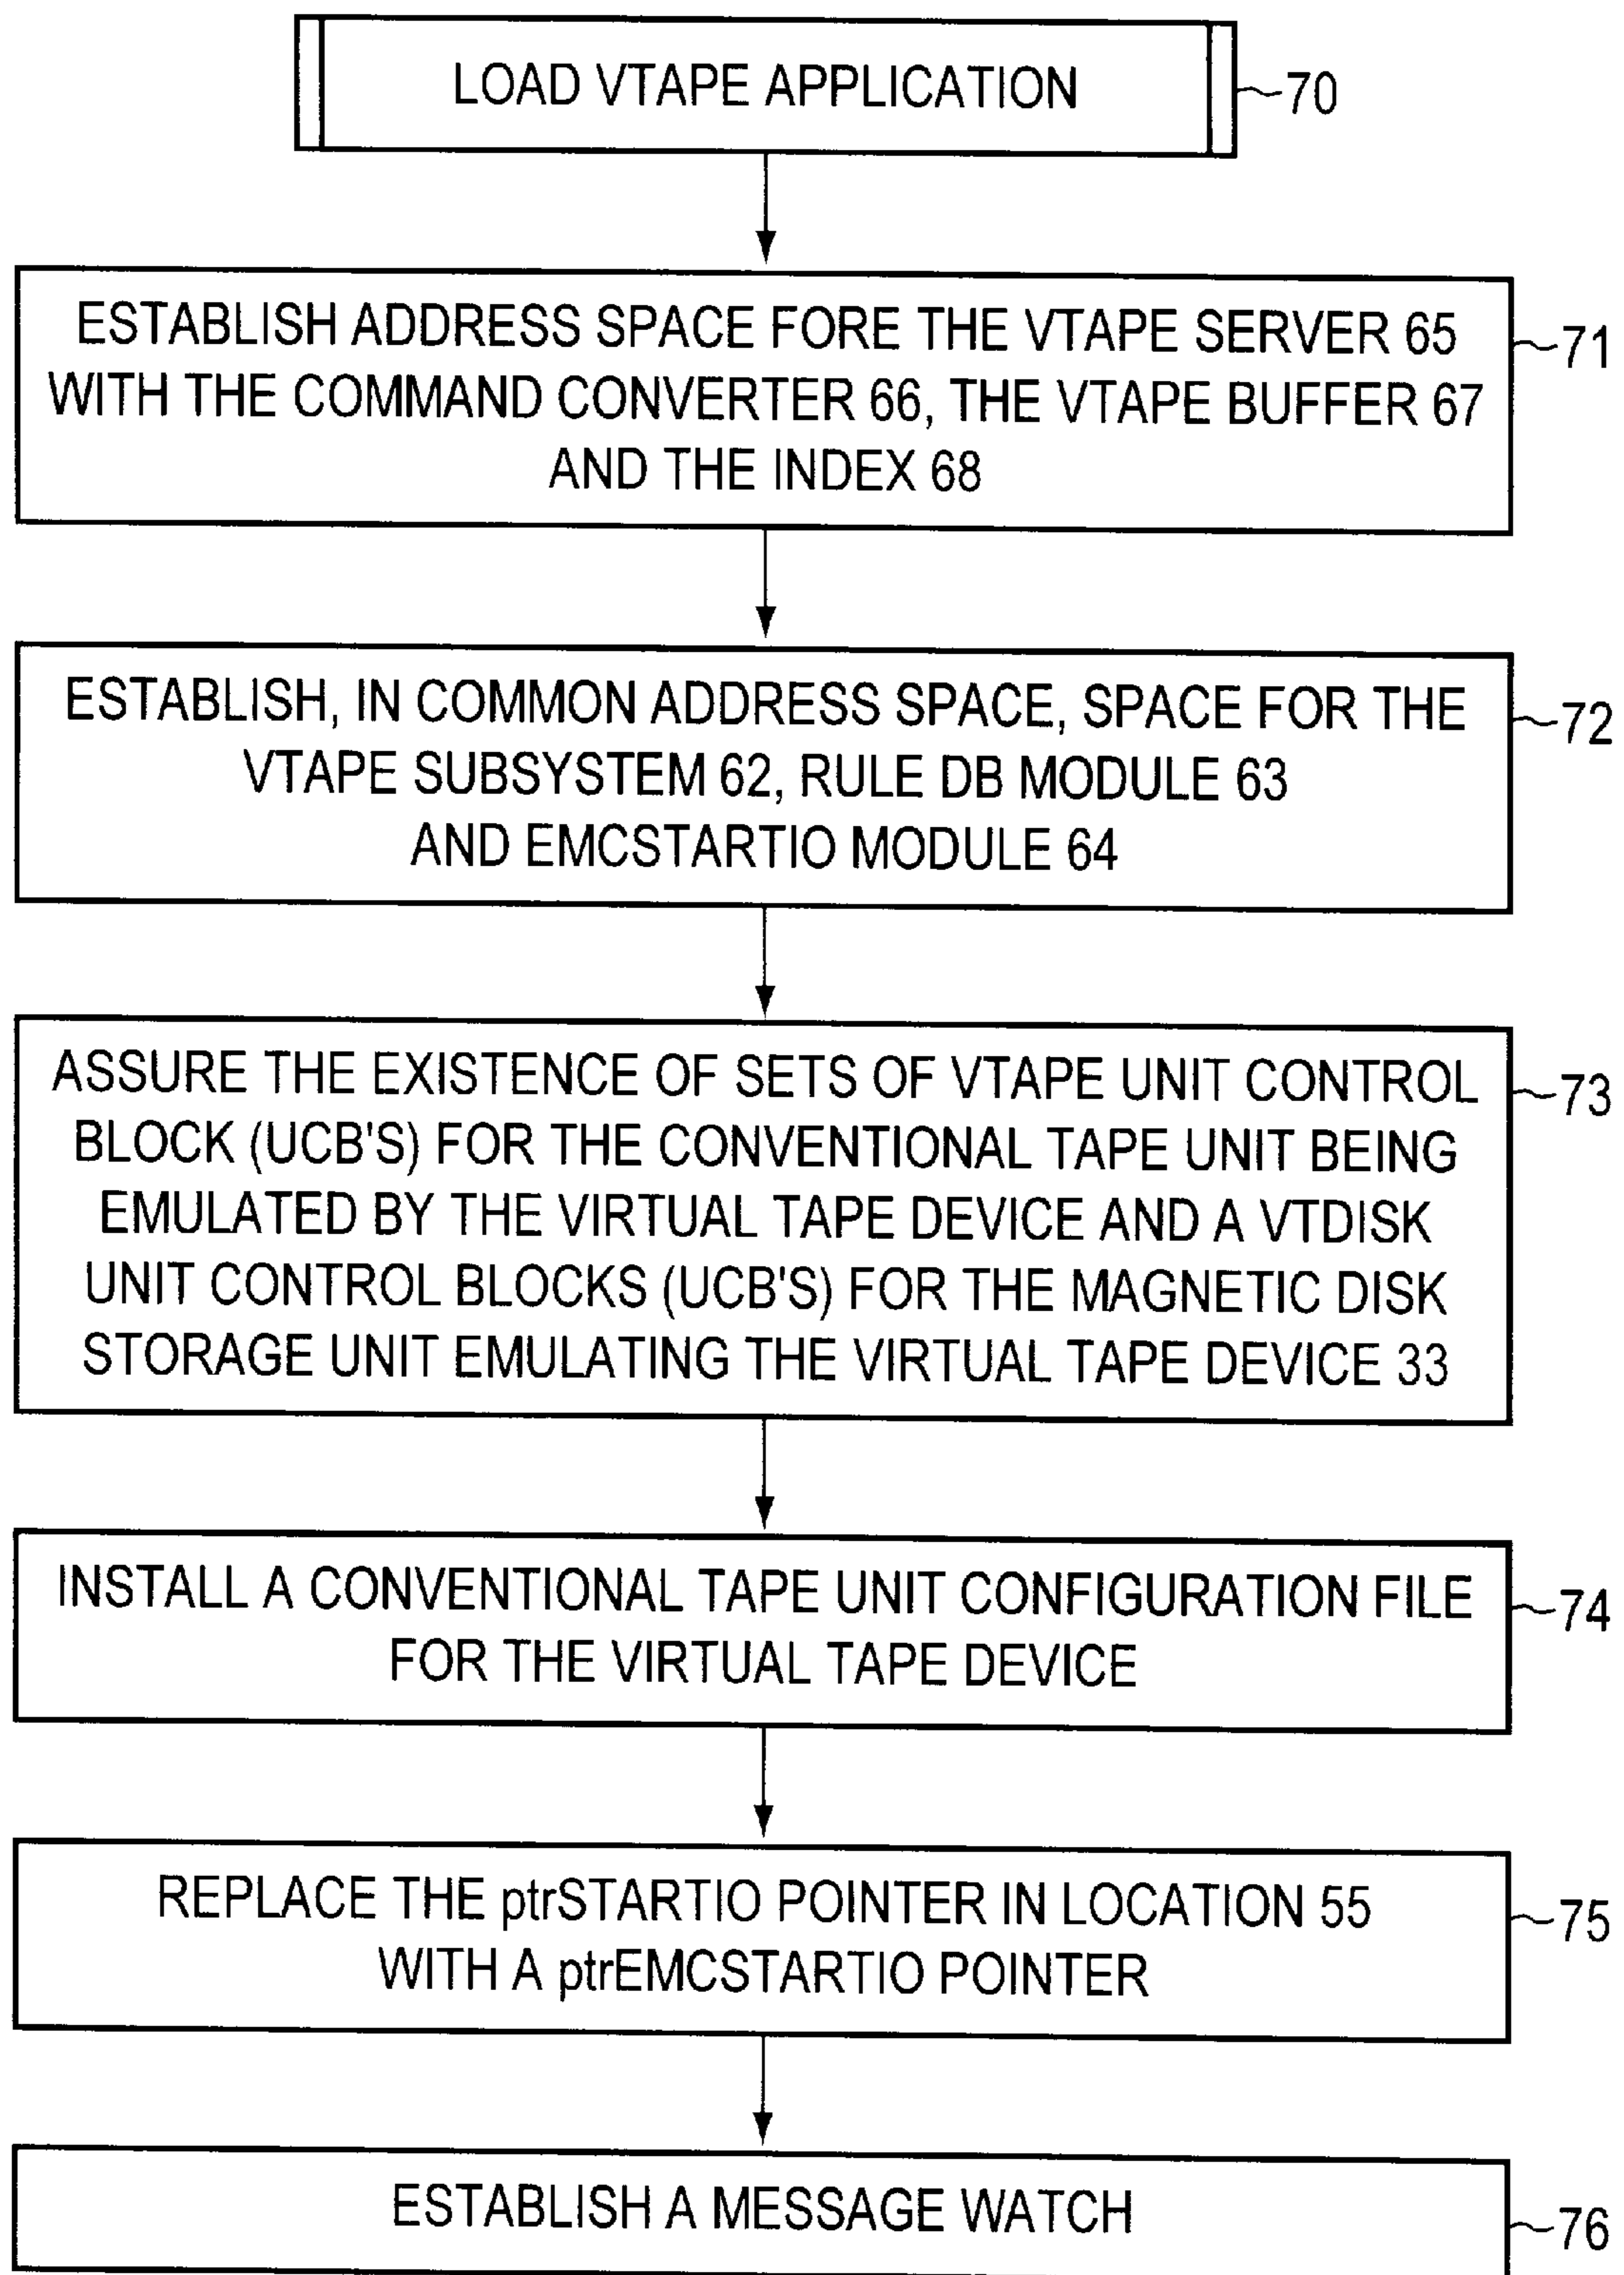 LOAD VTAPE APPLICATION
70
ESTABLISH ADDRESS SPACE FORE THE VTAPE SERVER 65
WITH THE COMMAND CONVERTER 66, THE VTAPE BUFFER 67
AND THE INDEX 68
71
ESTABLISH, IN COMMON ADDRESS SPACE, SPACE FOR THE
VTAPE SUBSYSTEM 62, RULE DB MODULE 63
AND EMCSTARTIO MODULE 64
72
ASSURE THE EXISTENCE OF SETS OF VTAPE UNIT CONTROL
BLOCK (UCB'S) FOR THE CONVENTIONAL TAPE UNIT BEING
EMULATED BY THE VIRTUAL TAPE DEVICE AND A VTDISK
UNIT CONTROL BLOCKS (UCB'S) FOR THE MAGNETIC DISK
STORAGE UNIT EMULATING THE VIRTUAL TAPE DEVICE 33
73
INSTALL A CONVENTIONAL TAPE UNIT CONFIGURATION FILE
FOR THE VIRTUAL TAPE DEVICE
74
REPLACE THE ptrSTARTIO POINTER IN LOCATION 55
WITH A ptrEMCSTARTIO POINTER
75
ESTABLISH A MESSAGE WATCH
76